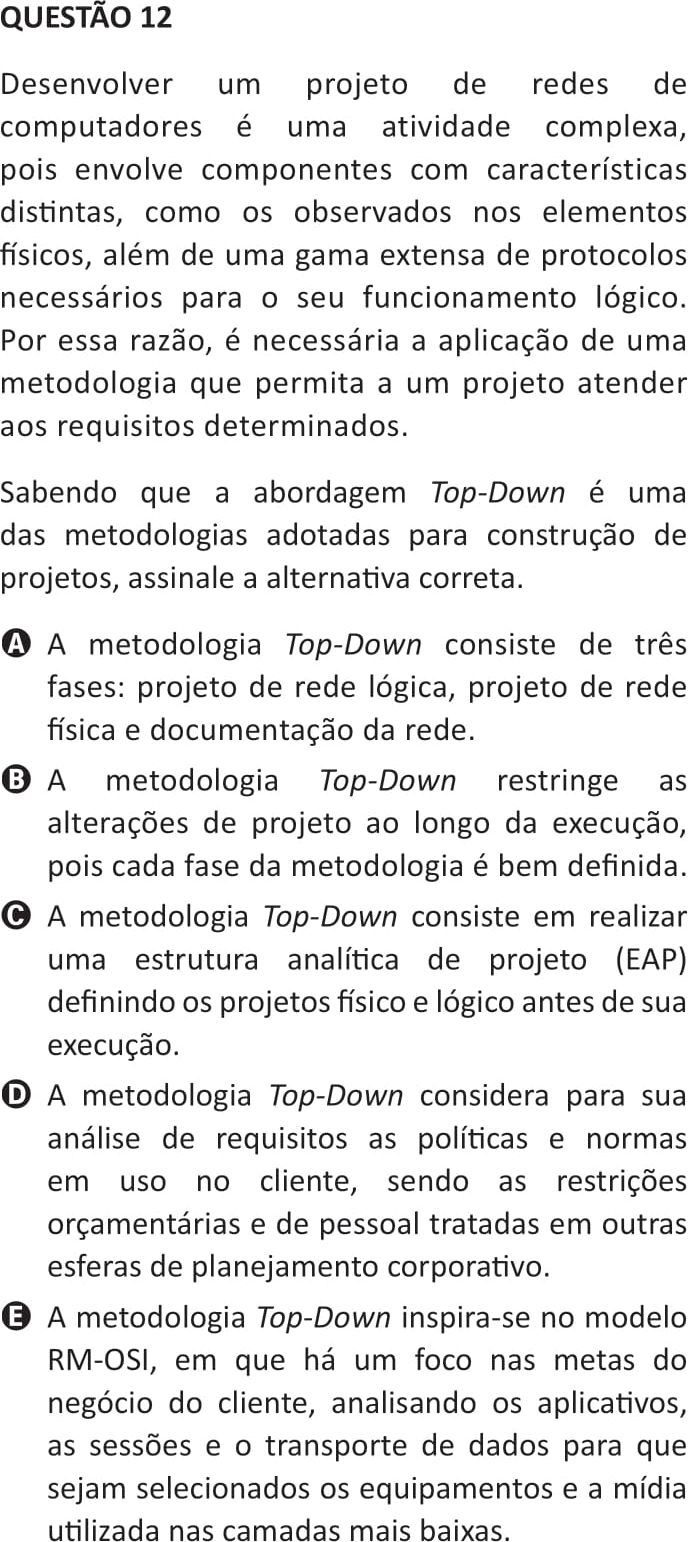 QUESTÃO 12
Desenvolver um projeto de redes de
computadores é uma atividade complexa,
pois envolve componentes com características
distintas, como os observados nos elementos
físicos, além de uma gama extensa de protocolos
necessários para o seu funcionamento lógico.
Por essa razão, é necessária a aplicação de uma
metodologia que permita a um projeto atender
aos requisitos determinados.
Sabendo que a abordagem Top-Down é uma
das metodologias adotadas para construção de
projetos, assinale a alternativa correta.
A A metodologia Top-Down consiste de três
fases: projeto de rede lógica, projeto de rede
física e documentação da rede.
B A metodologia Top-Down restringe as
alterações de projeto ao longo da execução,
pois cada fase da metodologia é bem definida.
C A metodologia Top-Down consiste em realizar
uma estrutura analítica de projeto (EAP)
definindo os projetos físico e lógico antes de sua
execução.
D A metodologia Top-Down considera para sua
análise de requisitos as políticas e normas
em uso no cliente, sendo as restrições
orçamentárias e de pessoal tratadas em outras
esferas de planejamento corporativo.
E A metodologia Top-Down inspira-se no modelo
RM-OSI, em que há um foco nas metas do
negócio do cliente, analisando os aplicativos,
as sessões e o transporte de dados para que
sejam selecionados os equipamentos e a mídia
utilizada nas camadas mais baixas.